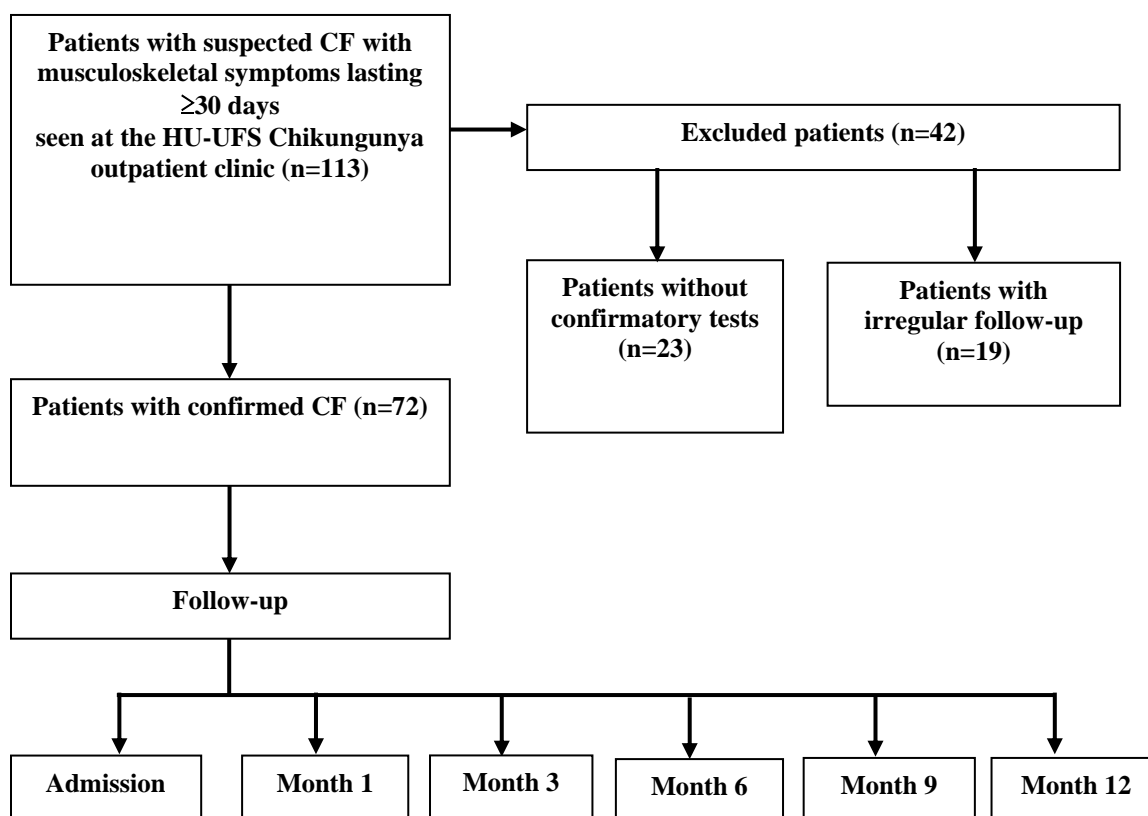 Patients with suspected CF with
musculoskeletal symptoms lasting
≥30 days
seen at the HU-UFS Chikungunya
outpatient clinic (n=113)
Excluded patients (n=42)
Patients without
confirmatory tests
(n=23)
Patients with
irregular follow-up
(n=19)
Patients with confirmed CF (n=72)
Follow-up
Admission
Month 1
Month 3
Month 6
Month 9
Month 12